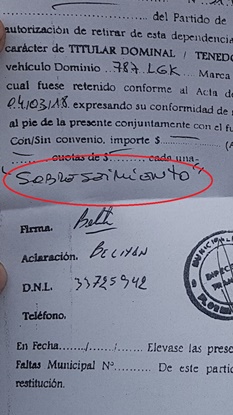 del Partido de
autorización de retirar de esta dependencia
carácter de TITULAR DOMINAL / TENEDO
vehículo Dominio ..787.LGK... Marca
cual fuese retenido conforme al Acta de
04/03/18. expresando su conformidad de
al pie de la presente conjuntamente con el fu
Con/Sin convenio, importe $..............
cuotas de $.......... cada una.
"SOBRESEIMIENTO"
Firma.
Aclaración.
D.N.I. 33725942
Teléfono.
En Fecha....../....../...... Elevase las prese
Faltas Municipal Nº.......... De este partid
restitución.